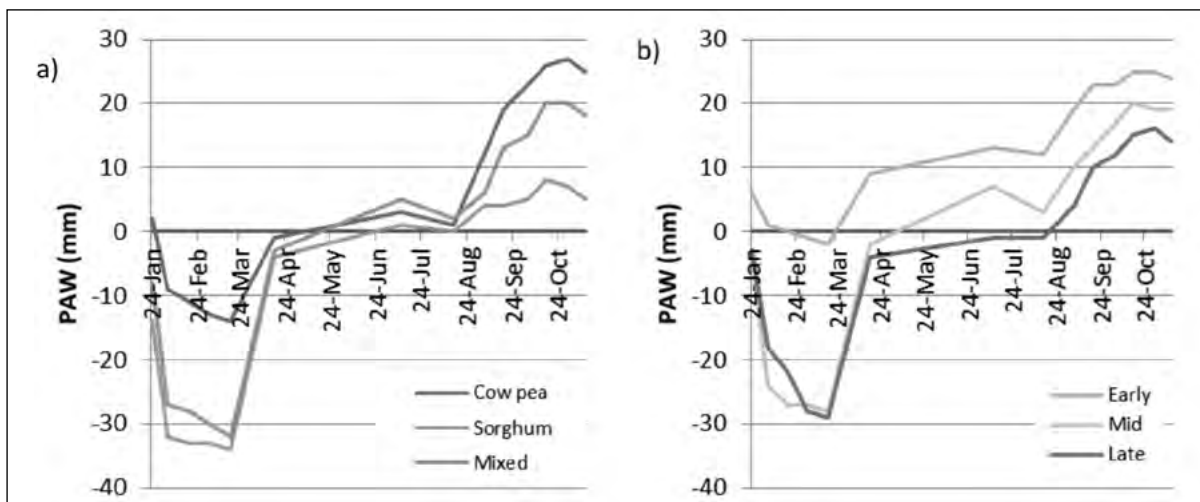 a)
PAW (mm)
30
20
10
0
-10
-20
-30
-40
24-Jan
24-Feb
24-Mar
24-Apr
24-May
24-Jun
24-Jul
24-Aug
24-Sep
24-Oct
Cow pea
Sorghum
Mixed
b)
PAW (mm)
30
20
10
0
-10
-20
-30
-40
24-Jan
24-Feb
24-Mar
24-Apr
24-May
24-Jun
24-Jul
24-Aug
24-Sep
24-Oct
Early
Mid
Late